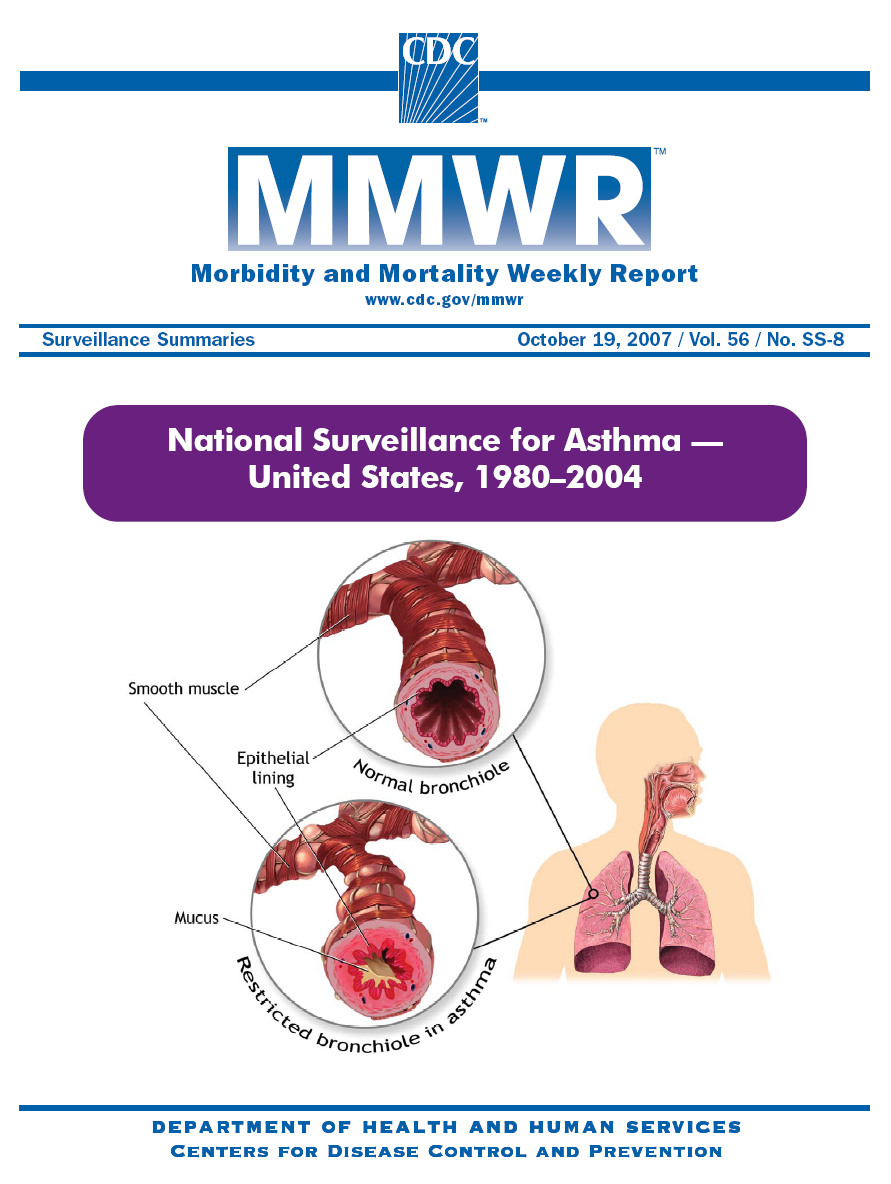 CDC
™
MMWR™
Morbidity and Mortality Weekly Report
www.cdc.gov/mmwr
Surveillance Summaries
October 19, 2007 / Vol. 56 / No. SS-8
National Surveillance for Asthma —
United States, 1980–2004
Smooth muscle
Epithelial
lining
Normal bronchiole
Mucus
Restricted bronchiole in asthma
DEPARTMENT OF HEALTH AND HUMAN SERVICES
CENTERS FOR DISEASE CONTROL AND PREVENTION